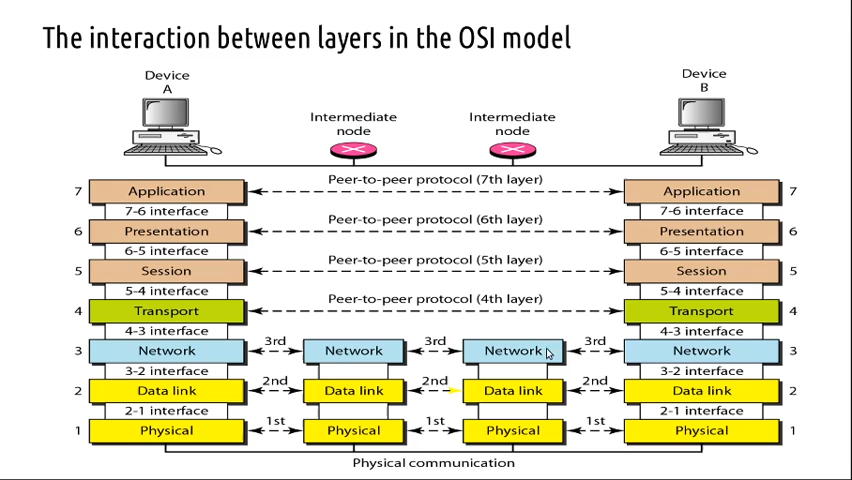 The interaction between layers in the OSI model
Device
A
Device
B
Intermediate
node
Intermediate
node
Peer-to-peer protocol (7th layer)
7 Application Application 7
7-6 interface 7-6 interface
Peer-to-peer protocol (6th layer)
6 Presentation Presentation 6
6-5 interface 6-5 interface
Peer-to-peer protocol (5th layer)
5 Session Session 5
5-4 interface 5-4 interface
Peer-to-peer protocol (4th layer)
4 Transport Transport 4
4-3 interface 4-3 interface
3rd 3rd 3rd
3 Network Network Network Network 3
3-2 interface 3-2 interface
2nd 2nd 2nd
2 Data link Data link Data link Data link 2
2-1 interface 2-1 interface
1st 1st 1st
1 Physical Physical Physical Physical 1
Physical communication